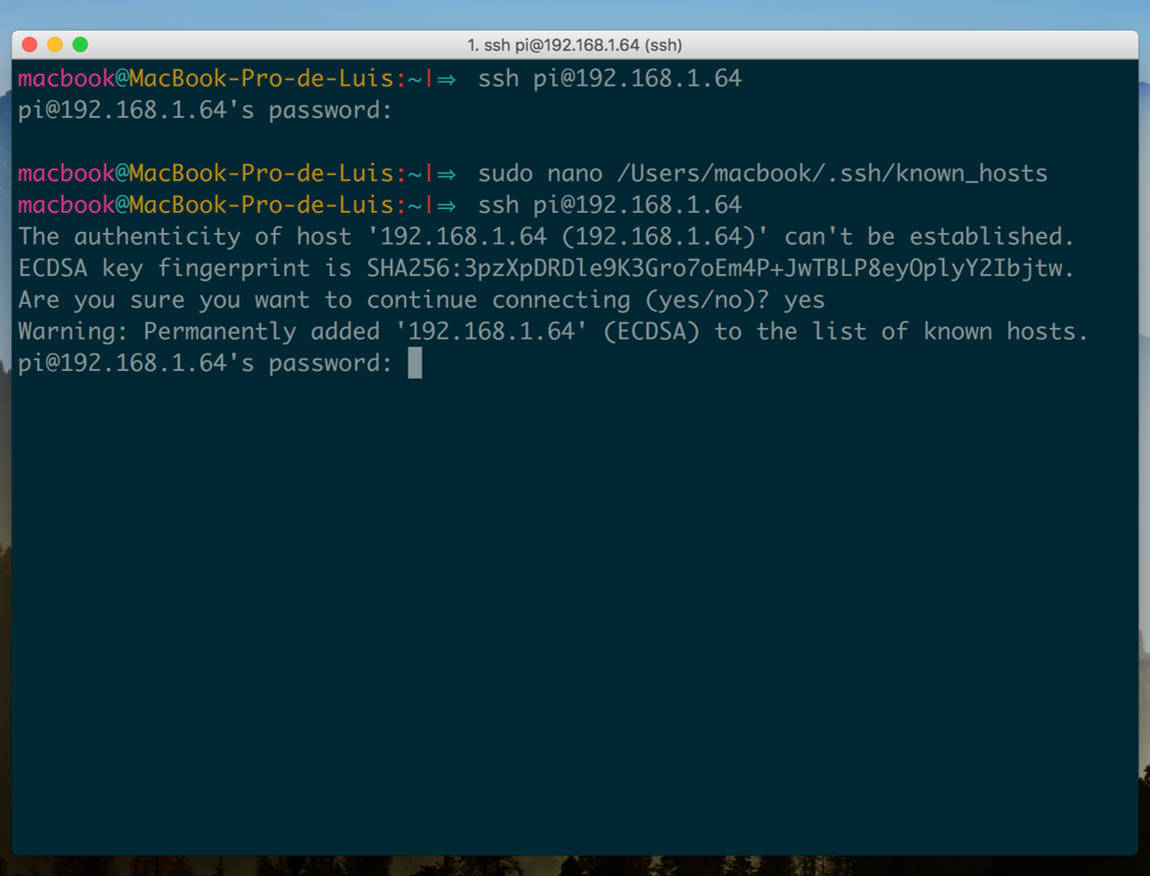 1. ssh pi@192.168.1.64 (ssh)
macbook@MacBook-Pro-de-Luis:~|⇒ ssh pi@192.168.1.64
pi@192.168.1.64's password:
macbook@MacBook-Pro-de-Luis:~|⇒ sudo nano /Users/macbook/.ssh/known_hosts
macbook@MacBook-Pro-de-Luis:~|⇒ ssh pi@192.168.1.64
The authenticity of host '192.168.1.64 (192.168.1.64)' can't be established.
ECDSA key fingerprint is SHA256:3pzXpDRDle9K3Gro7oEm4P+JwTBLP8eyOplyY2Ibjtw.
Are you sure you want to continue connecting (yes/no)? yes
Warning: Permanently added '192.168.1.64' (ECDSA) to the list of known hosts.
pi@192.168.1.64's password: